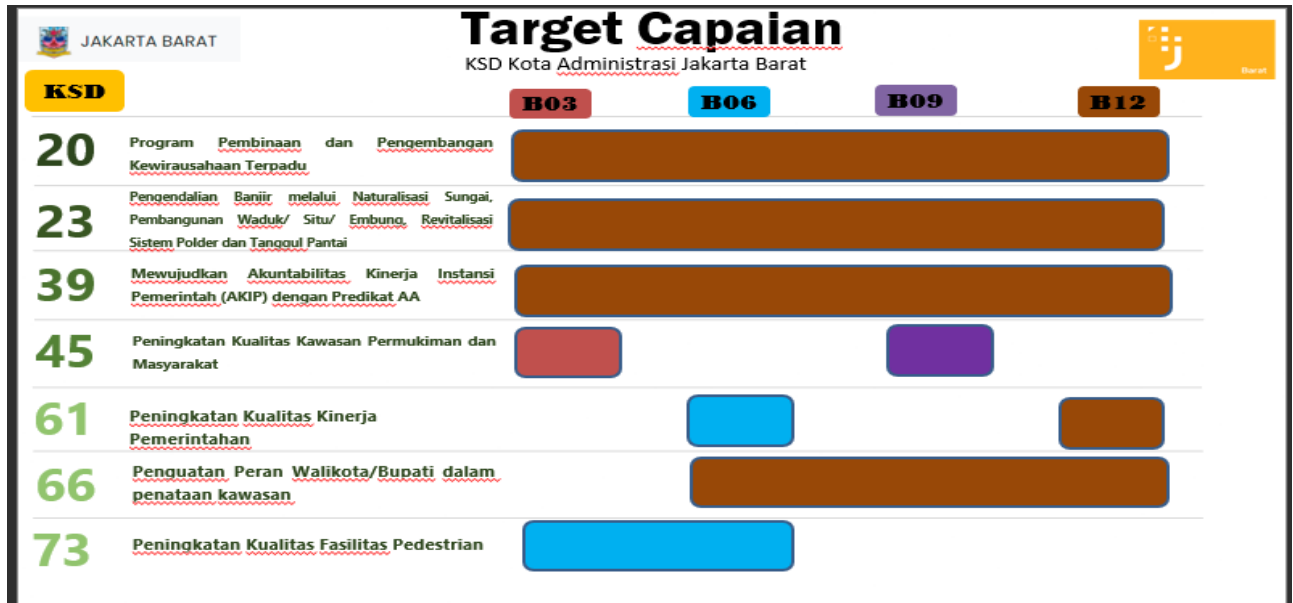 JAKARTA BARAT
Target Capaian
KSD Kota Administrasi Jakarta Barat
Barat
KSD
B03
B06
B09
B12
20
Program Pembinaan dan Pengembangan
Kewirausahaan Terpadu
23
Pengendalian Banjir melalui Naturalisasi Sungai,
Pembangunan Waduk/ Situ/ Embung, Revitalisasi
Sistem Polder dan Tanggul Pantai
39
Mewujudkan Akuntabilitas Kinerja Instansi
Pemerintah (AKIP) dengan Predikat AA
45
Peningkatan Kualitas Kawasan Permukiman dan
Masyarakat
61
Peningkatan Kualitas Kinerja
Pemerintahan
66
Penguatan Peran Walikota/Bupati dalam
penataan kawasan
73
Peningkatan Kualitas Fasilitas Pedestrian